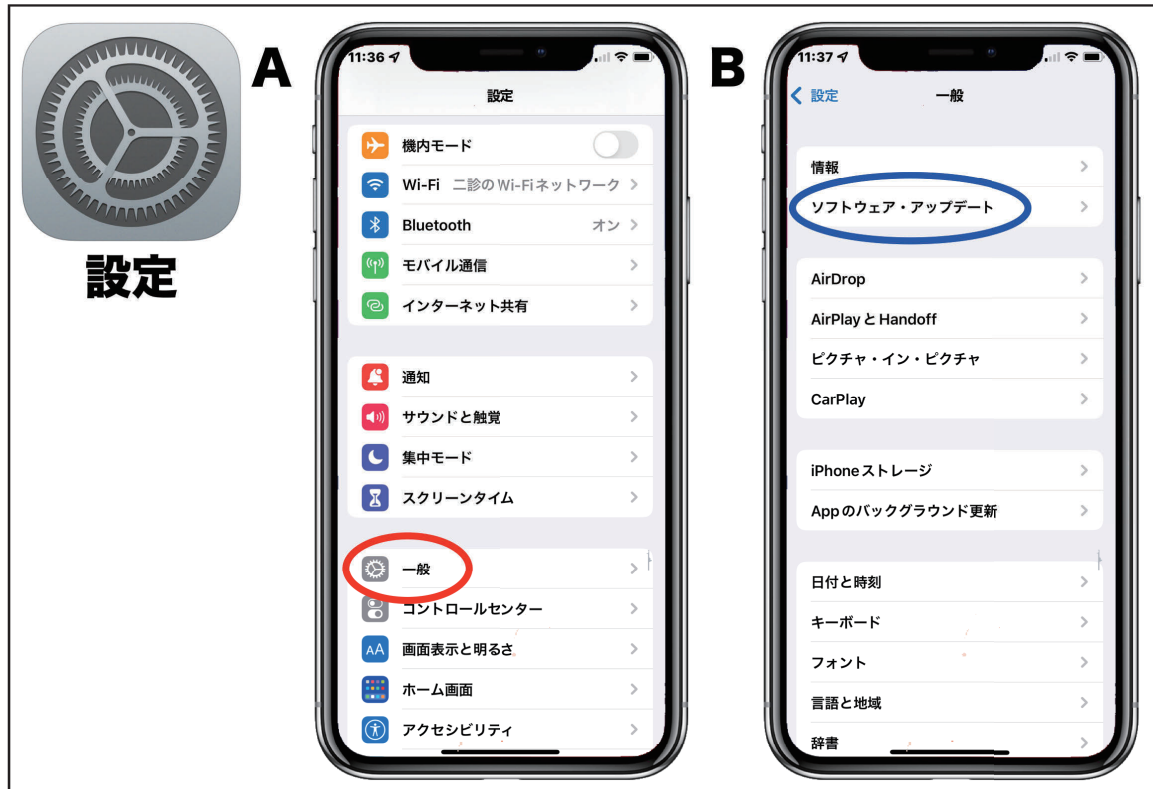 設定
A
11:36
設定
機内モード
Wi-Fi 二診のWi-Fiネットワーク
Bluetooth オン
モバイル通信
インターネット共有
通知
サウンドと触覚
集中モード
スクリーンタイム
一般
コントロールセンター
AA 画面表示と明るさ
ホーム画面
アクセシビリティ
B
11:37
設定 一般
情報
ソフトウェア・アップデート
AirDrop
AirPlayとHandoff
ピクチャ・イン・ピクチャ
CarPlay
iPhoneストレージ
Appのバックグラウンド更新
日付と時刻
キーボード
フォント
言語と地域
辞書